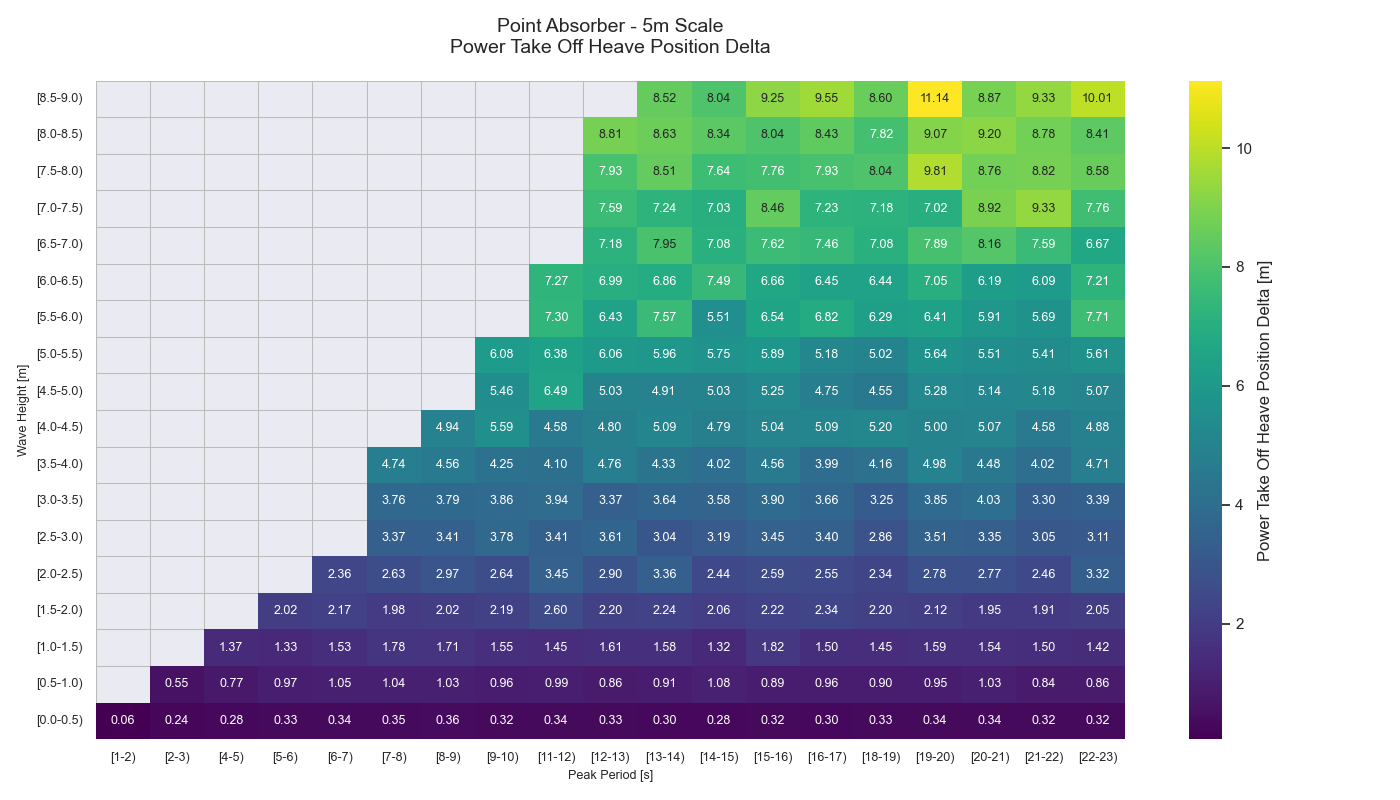 Point Absorber - 5m Scale
Power Take Off Heave Position Delta
[8.5-9.0) 8.52 8.04 9.25 9.55 8.60 11.14 8.87 9.33 10.01
[8.0-8.5) 8.81 8.63 8.34 8.04 8.43 7.82 9.07 9.20 8.78 8.41
[7.5-8.0) 7.93 8.51 7.64 7.76 7.93 8.04 9.81 8.76 8.82 8.58
[7.0-7.5) 7.59 7.24 7.03 8.46 7.23 7.18 7.02 8.92 9.33 7.76
[6.5-7.0) 7.18 7.95 7.08 7.62 7.46 7.08 7.89 8.16 7.59 6.67
[6.0-6.5) 7.27 6.99 6.86 7.49 6.66 6.45 6.44 7.05 6.19 6.09 7.21
[5.5-6.0) 7.30 6.43 7.57 5.51 6.54 6.82 6.29 6.41 5.91 5.69 7.71
[5.0-5.5) 6.08 6.38 6.06 5.96 5.75 5.89 5.18 5.02 5.64 5.51 5.41 5.61
[4.5-5.0) 5.46 6.49 5.03 4.91 5.03 5.25 4.75 4.55 5.28 5.14 5.18 5.07
[4.0-4.5) 4.94 5.59 4.58 4.80 5.09 4.79 5.04 5.09 5.20 5.00 5.07 4.58 4.88
[3.5-4.0) 4.74 4.56 4.25 4.10 4.76 4.33 4.02 4.56 3.99 4.16 4.98 4.48 4.02 4.71
[3.0-3.5) 3.76 3.79 3.86 3.94 3.37 3.64 3.58 3.90 3.66 3.25 3.85 4.03 3.30 3.39
[2.5-3.0) 3.37 3.41 3.78 3.41 3.61 3.04 3.19 3.45 3.40 2.86 3.51 3.35 3.05 3.11
[2.0-2.5) 2.36 2.63 2.97 2.64 3.45 2.90 3.36 2.44 2.59 2.55 2.34 2.78 2.77 2.46 3.32
[1.5-2.0) 2.02 2.17 1.98 2.02 2.19 2.60 2.20 2.24 2.06 2.22 2.34 2.20 2.12 1.95 1.91 2.05
[1.0-1.5) 1.37 1.33 1.53 1.78 1.71 1.55 1.45 1.61 1.58 1.32 1.82 1.50 1.45 1.59 1.54 1.50 1.42
[0.5-1.0) 0.55 0.77 0.97 1.05 1.04 1.03 0.96 0.99 0.86 0.91 1.08 0.89 0.96 0.90 0.95 1.03 0.84 0.86
[0.0-0.5) 0.06 0.24 0.28 0.33 0.34 0.35 0.36 0.32 0.34 0.33 0.30 0.28 0.32 0.30 0.33 0.34 0.34 0.32 0.32
[1-2) [2-3) [4-5) [5-6) [6-7) [7-8) [8-9) [9-10) [11-12) [12-13) [13-14) [14-15) [15-16) [16-17) [18-19) [19-20) [20-21) [21-22) [22-23)
Peak Period [s]
Wave Height [m]
10
8
6
4
2
Power Take Off Heave Position Delta [m]